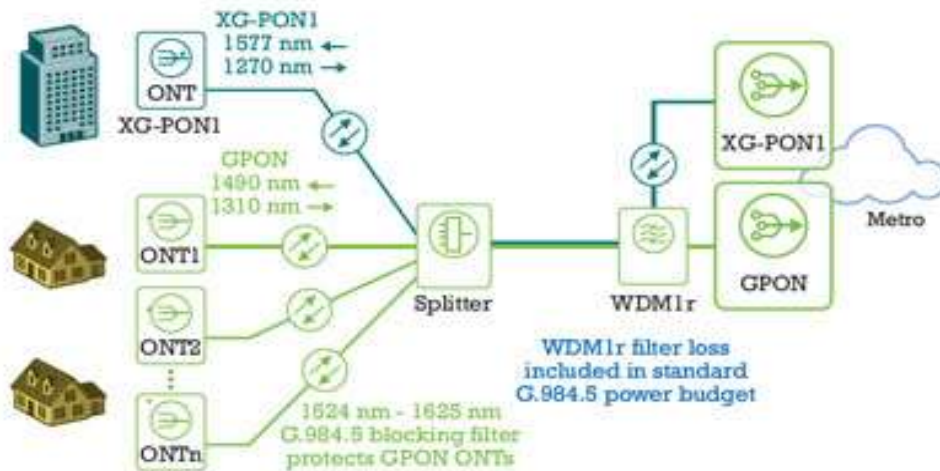 XG-PON1
1577 nm ←
1270 nm →
ONT
XG-PON1
GPON
1490 nm ←
1310 nm →
ONT1
ONT2
ONTn
1524 nm - 1625 nm
G.984.5 blocking filter
protects GPON ONTs
Splitter
WDM1r
WDM1r filter loss
included in standard
G.984.5 power budget
XG-PON1
GPON
Metro